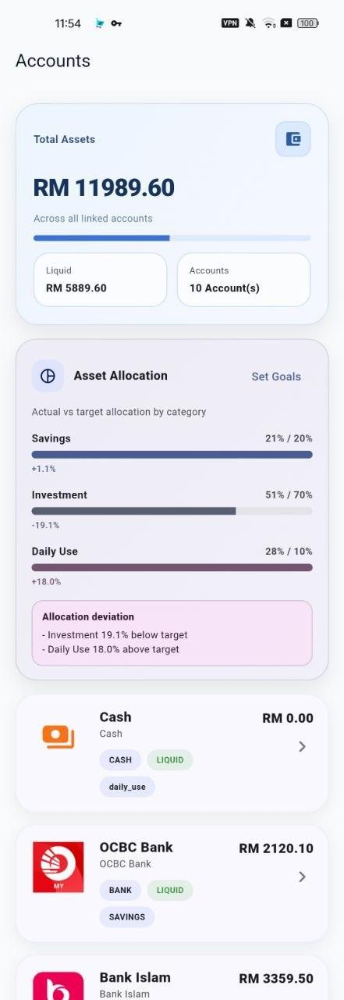 11:54
VPN
100
Accounts
Total Assets
RM 11989.60
Across all linked accounts
Liquid
RM 5889.60
Accounts
10 Account(s)
Asset Allocation
Set Goals
Actual vs target allocation by category
Savings
21% / 20%
+1.1%
Investment
51% / 70%
-19.1%
Daily Use
28% / 10%
+18.0%
Allocation deviation
- Investment 19.1% below target
- Daily Use 18.0% above target
Cash
RM 0.00
Cash
CASH
LIQUID
daily_use
OCBC Bank
RM 2120.10
OCBC Bank
BANK
LIQUID
SAVINGS
MY
Bank Islam
RM 3359.50
Bank Islam